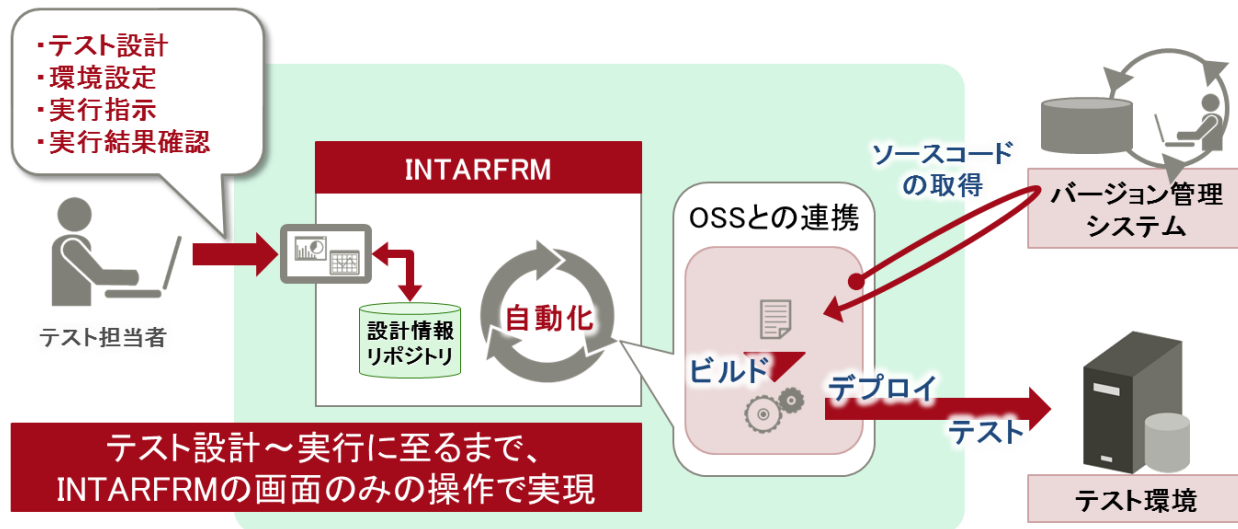 ・テスト設計
・環境設定
・実行指示
・実行結果確認
テスト担当者
INTARFRM
設計情報
リポジトリ
自動化
テスト設計～実行に至るまで、
INTARFRMの画面のみの操作で実現
OSSとの連携
ソースコード
の取得
ビルド
デプロイ
テスト
バージョン管理
システム
テスト環境